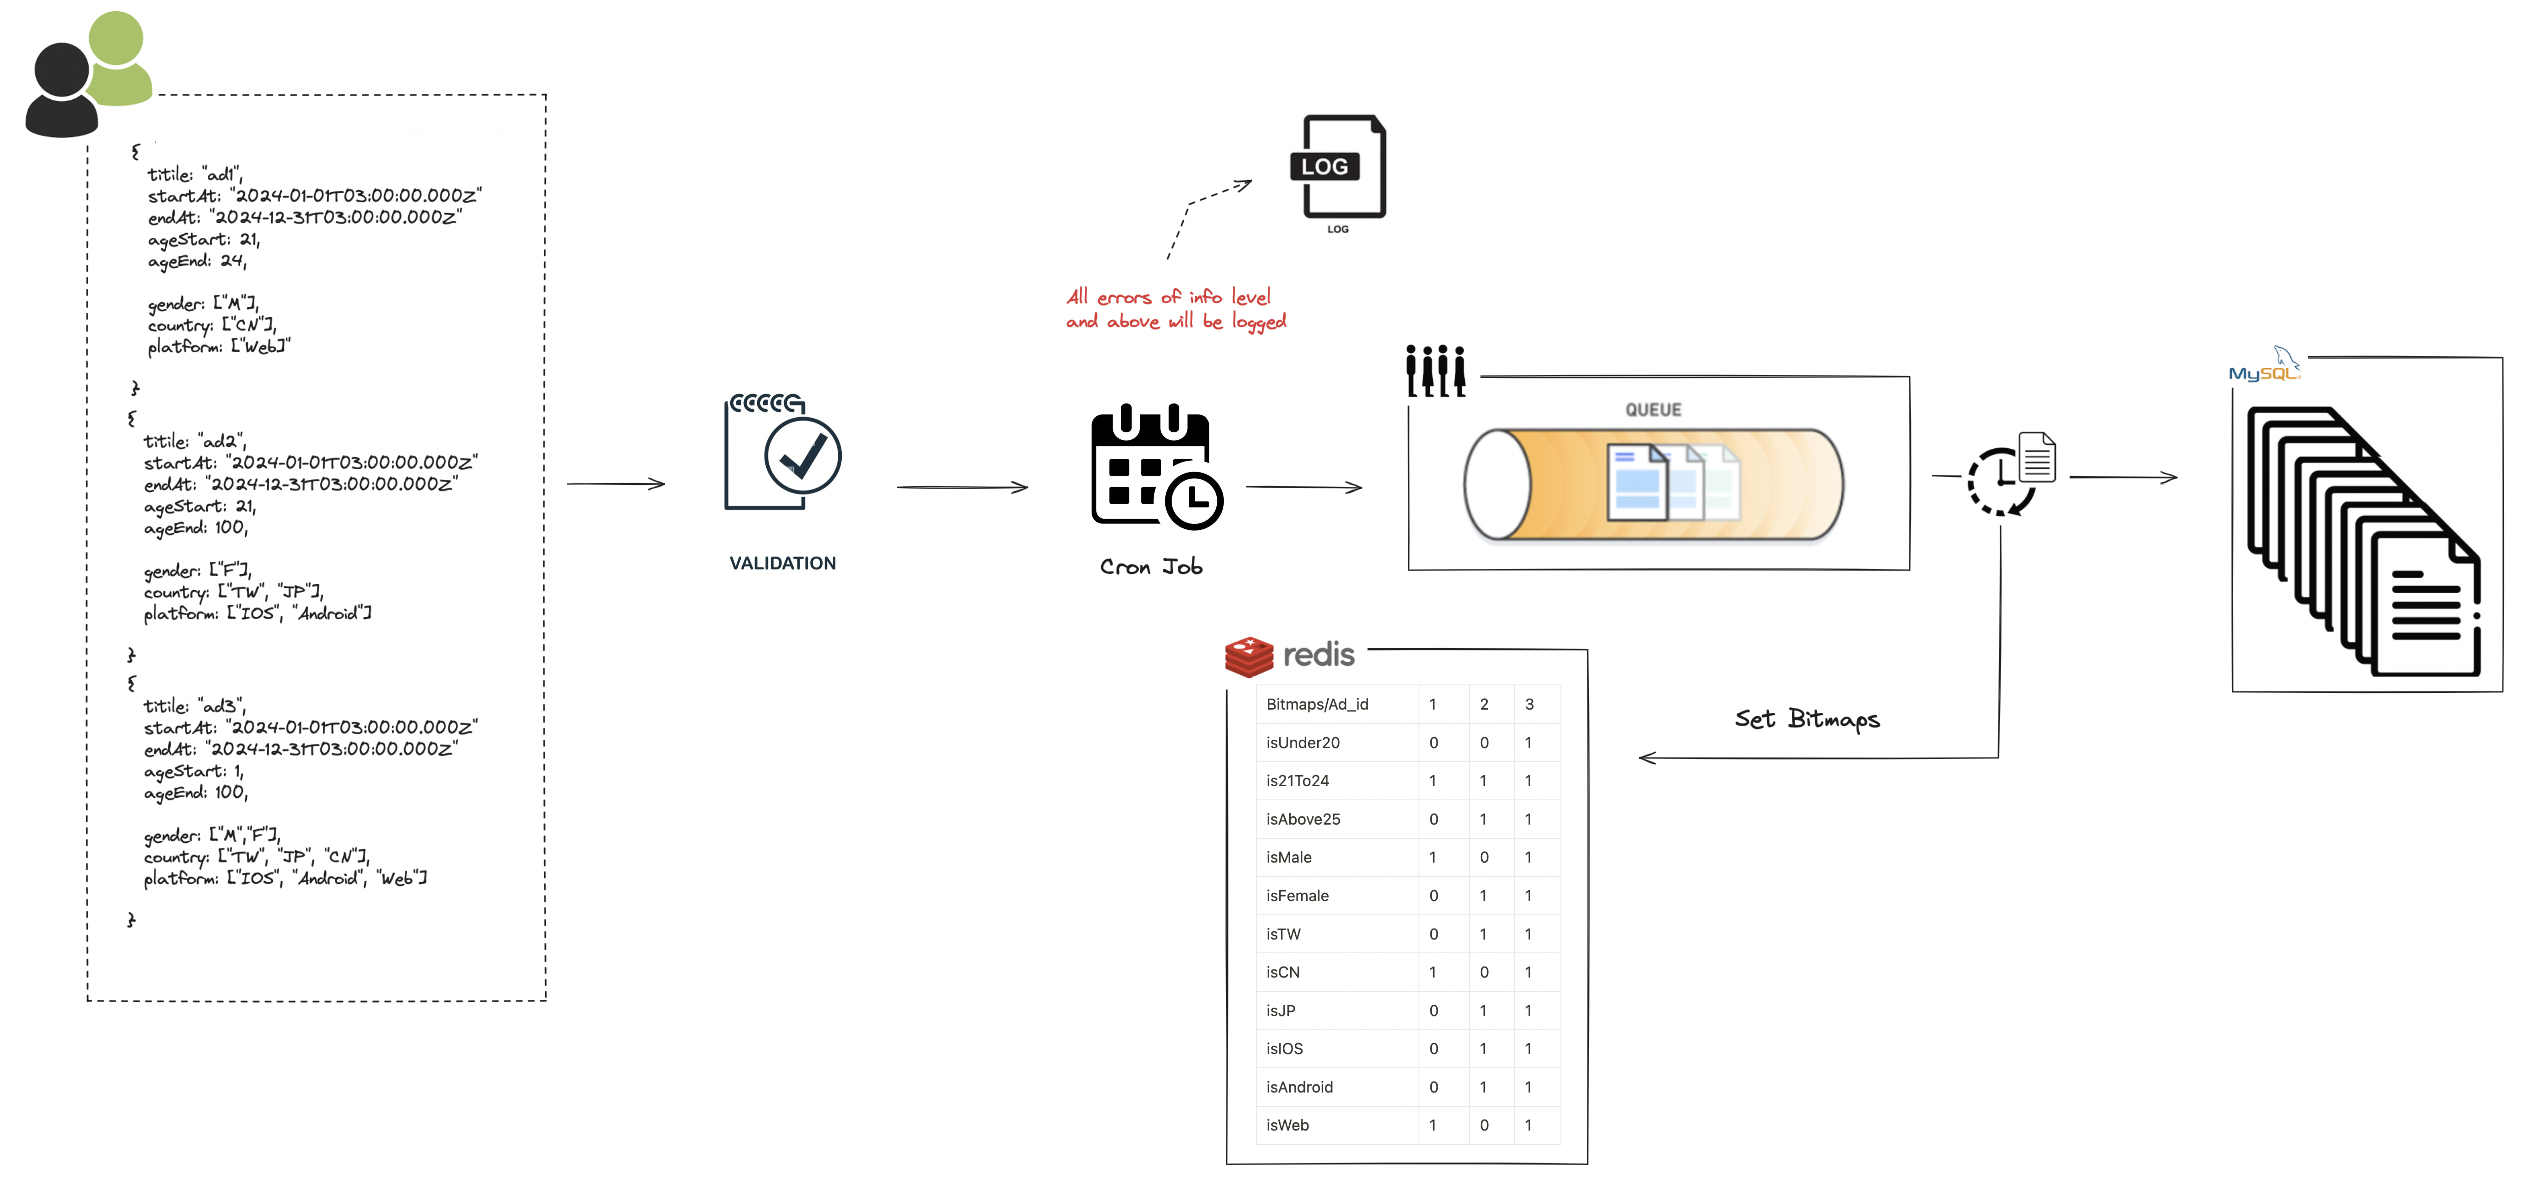 {
titile: "ad1",
startAt: "2024-01-01T03:00:00.000Z"
endAt: "2024-12-31T03:00:00.000Z"
ageStart: 21,
ageEnd: 24,
gender: ["M"],
country: ["CN"],
platform: ["Web]"
}
{
titile: "ad2",
startAt: "2024-01-01T03:00:00.000Z"
endAt: "2024-12-31T03:00:00.000Z"
ageStart: 21,
ageEnd: 100,
gender: ["F"],
country: ["TW", "JP"],
platform: ["IOS", "Android"]
}
{
titile: "ad3",
startAt: "2024-01-01T03:00:00.000Z"
endAt: "2024-12-31T03:00:00.000Z"
ageStart: 1,
ageEnd: 100,
gender: ["M","F"],
country: ["TW", "JP", "CN"],
platform: ["IOS", "Android", "Web"]
}
VALIDATION
LOG
LOG
All errors of info level
and above will be logged
Cron Job
QUEUE
MySQL
Set Bitmaps
redis
Bitmaps/Ad_id 1 2 3
isUnder20 0 0 1
is21To24 1 1 1
isAbove25 0 1 1
isMale 1 0 1
isFemale 0 1 1
isTW 0 1 1
isCN 1 0 1
isJP 0 1 1
isIOS 0 1 1
isAndroid 0 1 1
isWeb 1 0 1